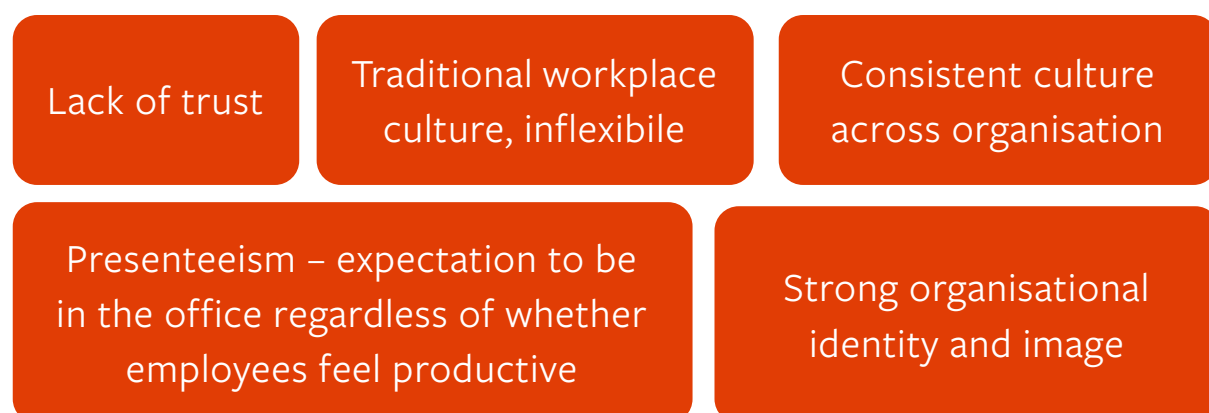 Lack of trust
Traditional workplace
culture, inflexibile
Consistent culture
across organisation
Presenteeism – expectation to be
in the office regardless of whether
employees feel productive
Strong organisational
identity and image